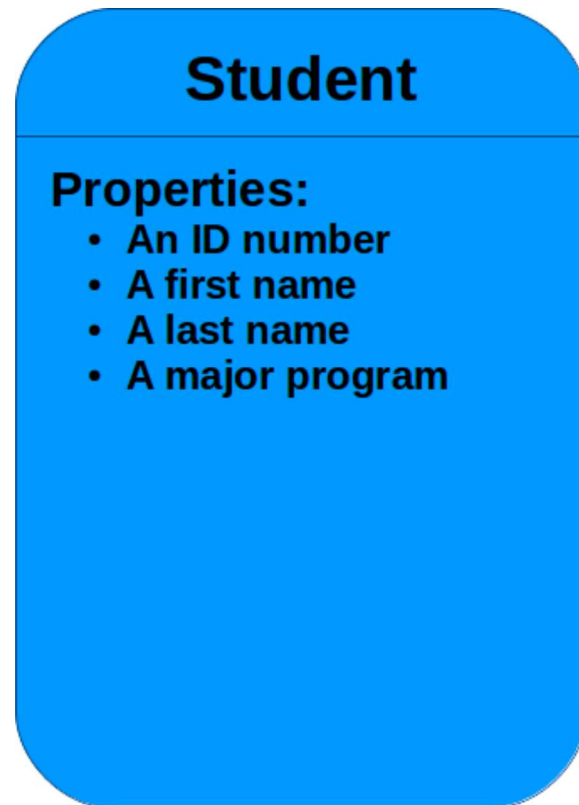 Student
Properties:
• An ID number
• A first name
• A last name
• A major program